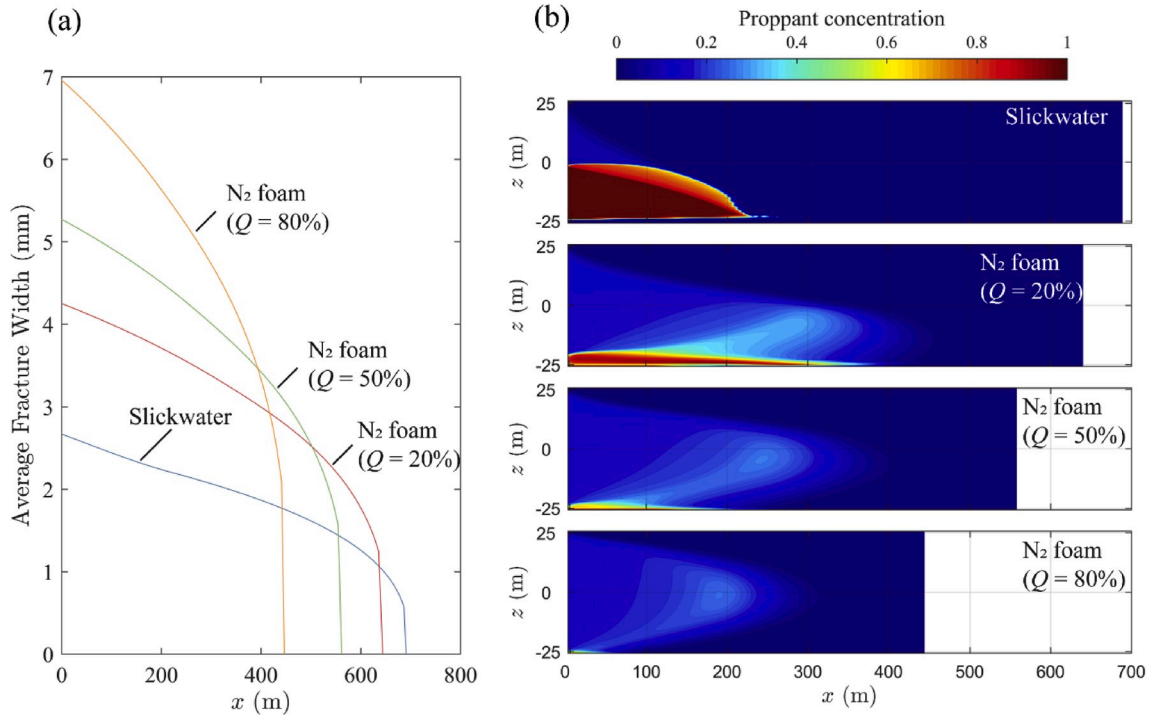 (a)
7
6
5
4
3
2
1
0
Average Fracture Width (mm)
N₂ foam
(Q = 80%)
N₂ foam
(Q = 50%)
Slickwater
N₂ foam
(Q = 20%)
0 200 400 600 800
x (m)
(b)
Proppant concentration
0 0.2 0.4 0.6 0.8 1
25
0
-25
z (m)
Slickwater
25
0
-25
z (m)
N₂ foam
(Q = 20%)
25
0
-25
z (m)
N₂ foam
(Q = 50%)
25
0
-25
z (m)
N₂ foam
(Q = 80%)
0 100 200 300 400 500 600 700
x (m)